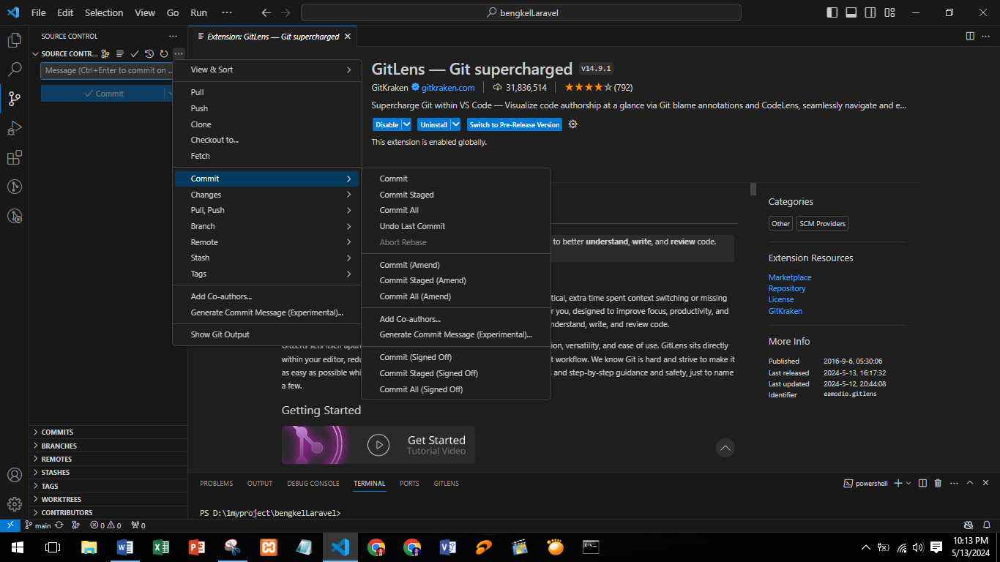 File Edit Selection View Go Run ···
bengkelLaravel
SOURCE CONTROL
SOURCE CONTR...
Message (Ctrl+Enter to commit on ...
Commit
View & Sort
Pull
Push
Clone
Checkout to...
Fetch
Commit
Changes
Pull, Push
Branch
Remote
Stash
Tags
Add Co-authors...
Generate Commit Message (Experimental)...
Show Git Output
Commit
Commit Staged
Commit All
Undo Last Commit
Abort Rebase
Commit (Amend)
Commit Staged (Amend)
Commit All (Amend)
Add Co-authors...
Generate Commit Message (Experimental)...
Commit (Signed Off)
Commit Staged (Signed Off)
Commit All (Signed Off)
Extension: GitLens — Git supercharged
GitLens — Git supercharged v14.9.1
GitKraken gitkraken.com 31,836,514 (792)
Supercharge Git within VS Code — Visualize code authorship at a glance via Git blame annotations and CodeLens, seamlessly navigate and e...
Disable Uninstall Switch to Pre-Release Version
This extension is enabled globally.
to better understand, write, and review code.
tical, extra time spent context switching or missing
r you, designed to improve focus, productivity, and
nderstand, write, and review code.
GitLens sets itself apar
ion, versatility, and ease of use. GitLens sits directly
within your editor, redu
t workflow. We know Git is hard and strive to make it
as easy as possible whi
s and step-by-step guidance and safety, just to name
a few.
Getting Started
Get Started
Tutorial Video
Categories
Other SCM Providers
Extension Resources
Marketplace
Repository
License
GitKraken
More Info
Published 2016-9-6, 05:30:06
Last released 2024-5-13, 16:17:32
Last updated 2024-5-12, 20:44:08
Identifier eamodio.gitlens
COMMITS
BRANCHES
REMOTES
STASHES
TAGS
WORKTREES
CONTRIBUTORS
PROBLEMS OUTPUT DEBUG CONSOLE TERMINAL PORTS GITLENS
powershell
PS D:\1myproject\bengkelLaravel>
main 0 0 0
10:13 PM
5/13/2024